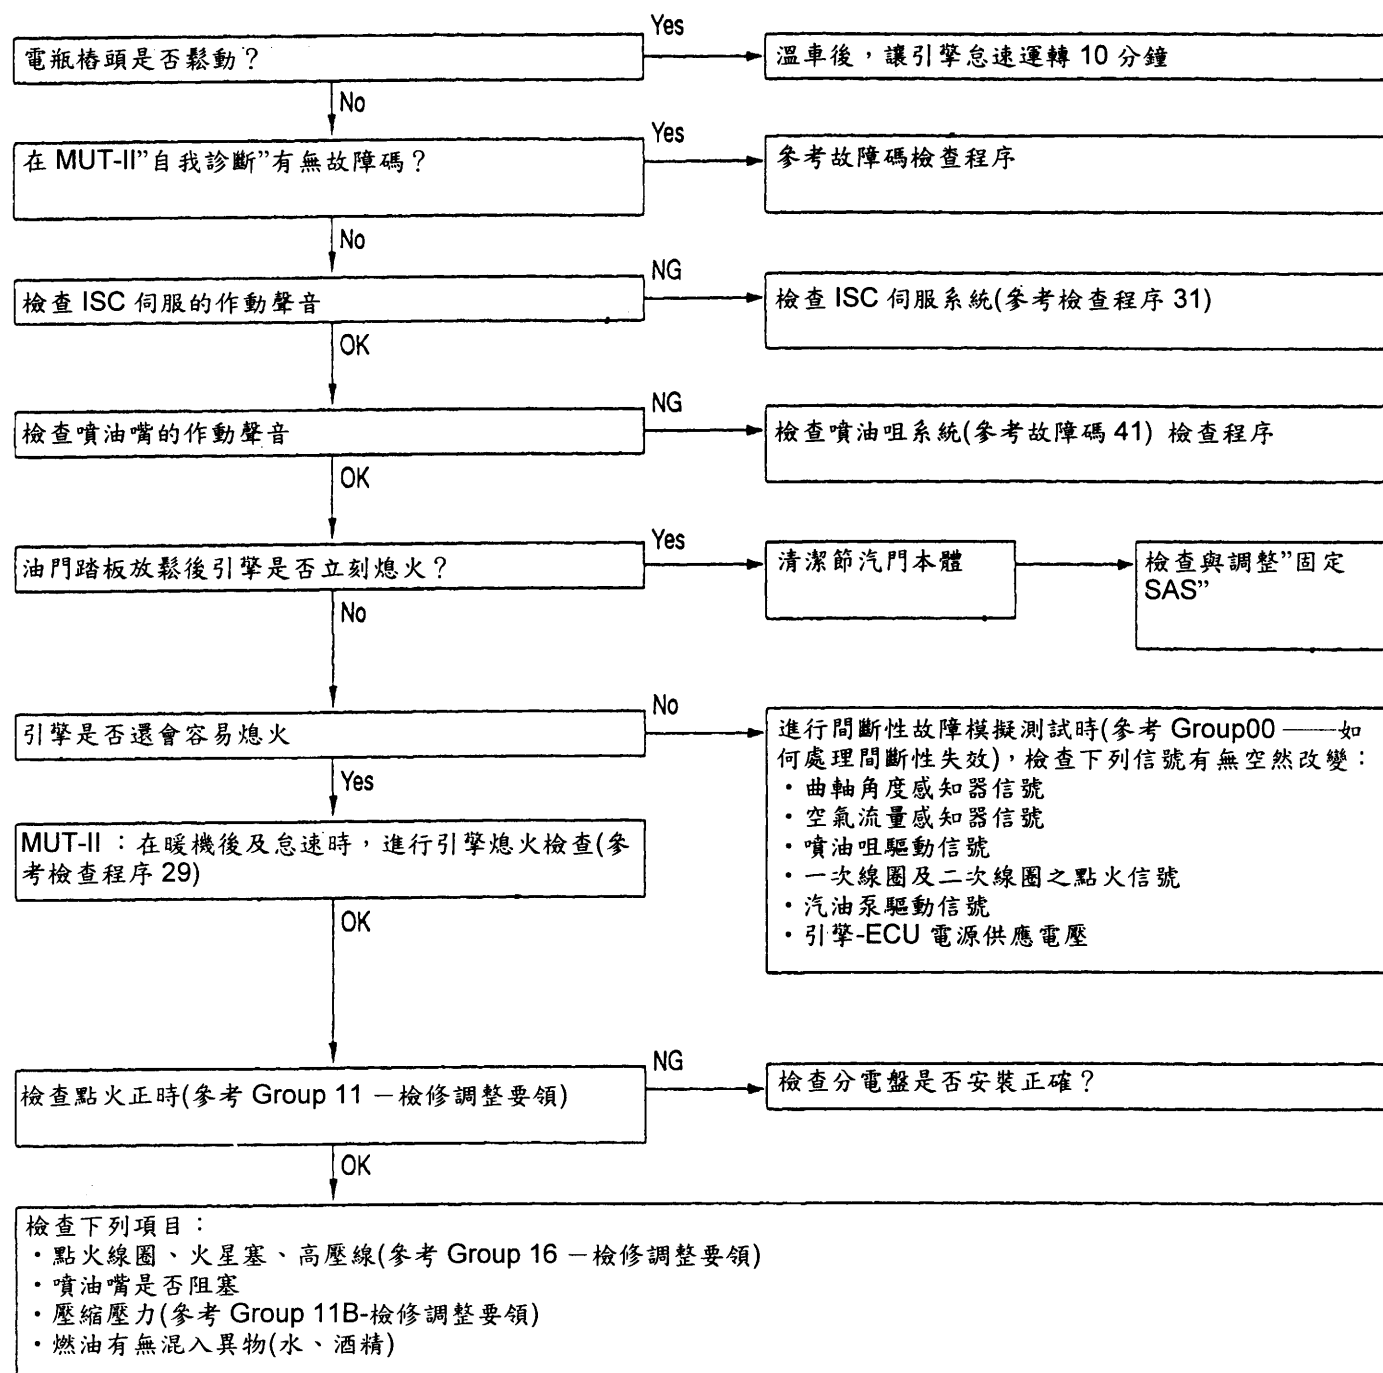 Yes
電瓶樁頭是否鬆動？
溫車後，讓引擎怠速運轉 10 分鐘
No
Yes
在 MUT-II”自我診斷”有無故障碼？
參考故障碼檢查程序
No
NG
檢查 ISC 伺服的作動聲音
檢查 ISC 伺服系統(參考檢查程序 31)
OK
NG
檢查噴油嘴的作動聲音
檢查噴油咀系統(參考故障碼 41) 檢查程序
OK
Yes
油門踏板放鬆後引擎是否立刻熄火？
清潔節汽門本體
檢查與調整”固定
SAS”
No
No
引擎是否還會容易熄火
進行間斷性故障模擬測試時(參考 Group00 ——如
何處理間斷性失效)，檢查下列信號有無空然改變：
・曲軸角度感知器信號
・空氣流量感知器信號
・噴油咀驅動信號
・一次線圈及二次線圈之點火信號
・汽油泵驅動信號
・引擎-ECU 電源供應電壓
Yes
MUT-II ：在暖機後及怠速時，進行引擎熄火檢查(參
考檢查程序 29)
OK
NG
檢查點火正時(參考 Group 11 －檢修調整要領)
檢查分電盤是否安裝正確？
OK
檢查下列項目：
・點火線圈、火星塞、高壓線(參考 Group 16 －檢修調整要領)
・噴油嘴是否阻塞
・壓縮壓力(參考 Group 11B-檢修調整要領)
・燃油有無混入異物(水、酒精)